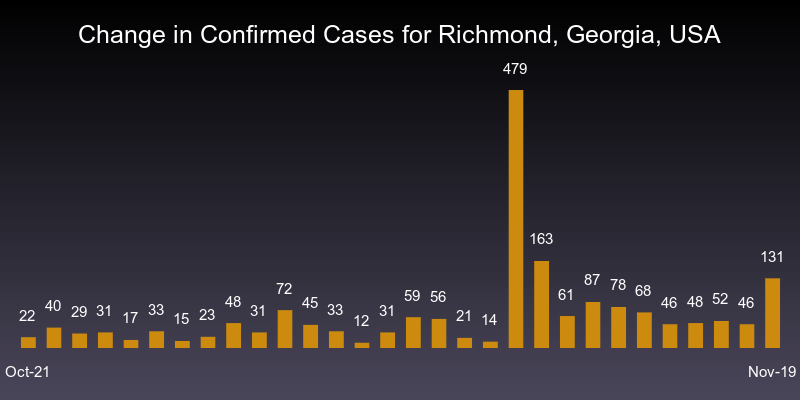 Change in Confirmed Cases for Richmond, Georgia, USA
22 40 29 31 17 33 15 23 48 31 72 45 33 12 31 59 56 21 14 479 163 61 87 78 68 46 48 52 46 131
Oct-21 Nov-19